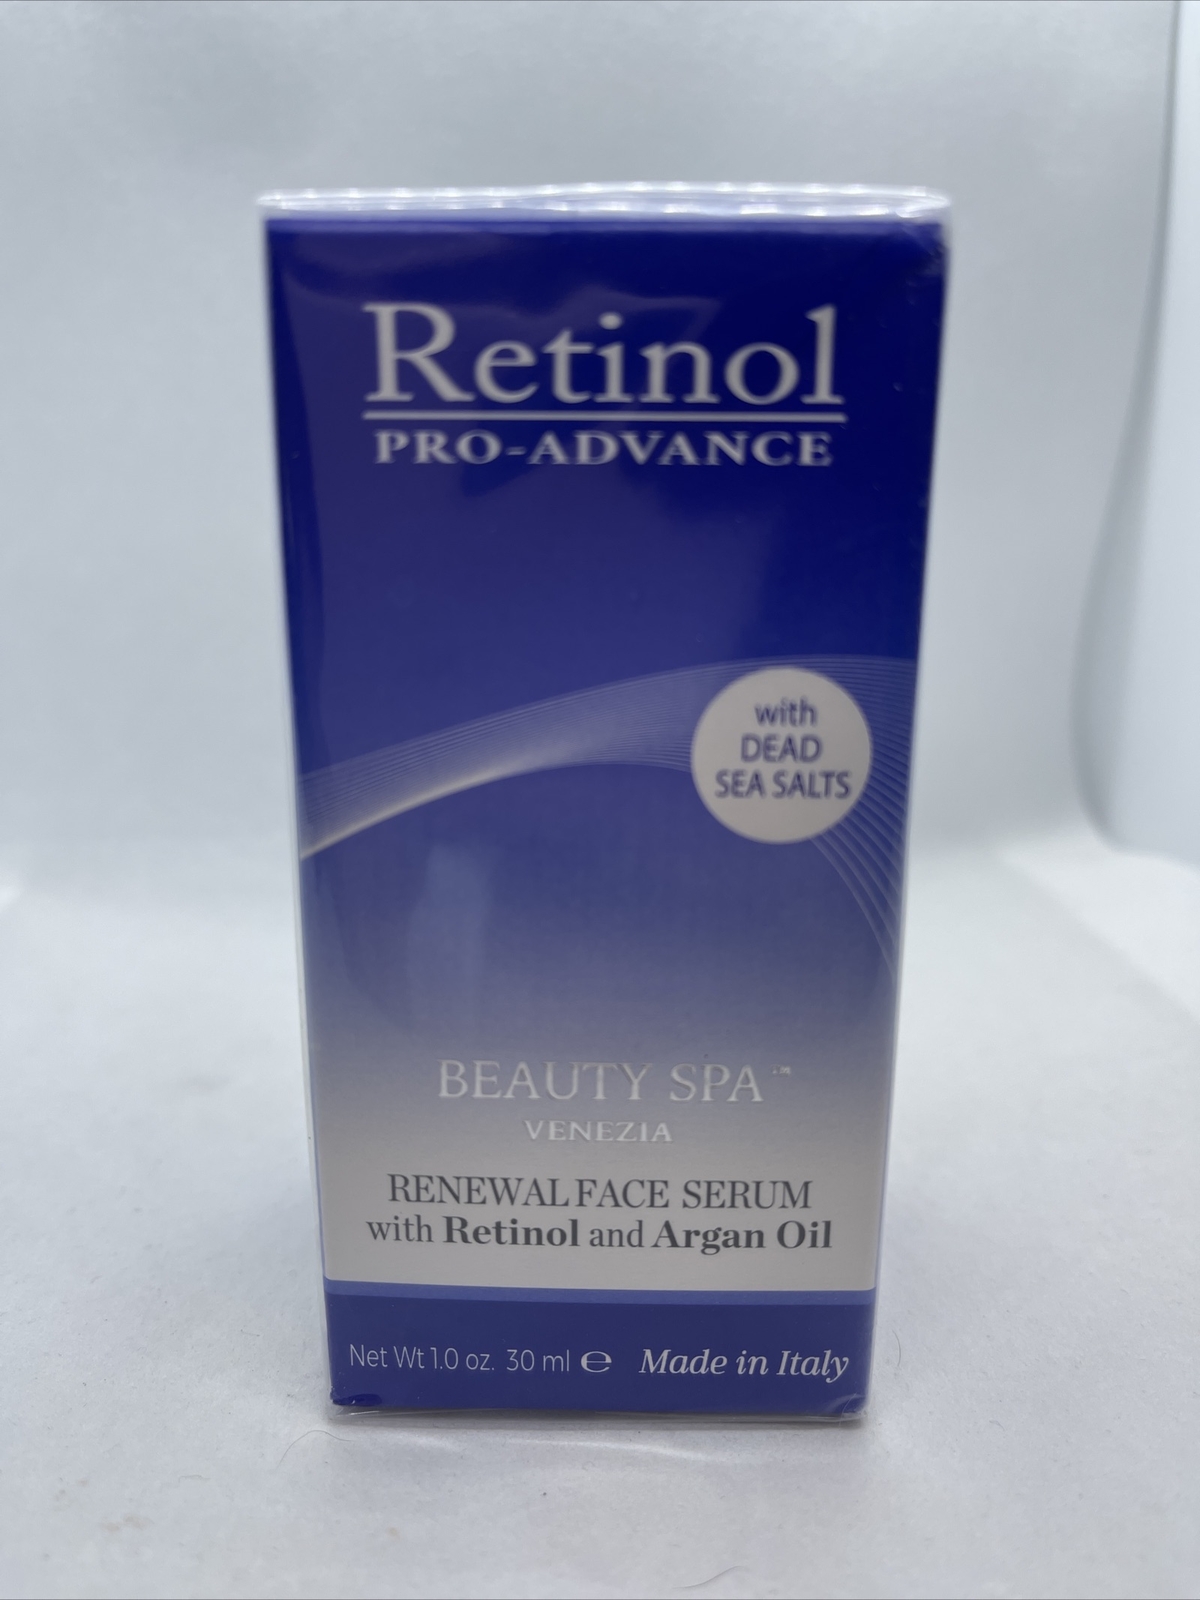 Retinol
PRO-ADVANCE
with
DEAD
SEA SALTS
BEAUTY SPA™
VENEZIA
RENEWAL FACE SERUM
with Retinol and Argan Oil
Net Wt 1.0 oz. 30 ml ℮ Made in Italy